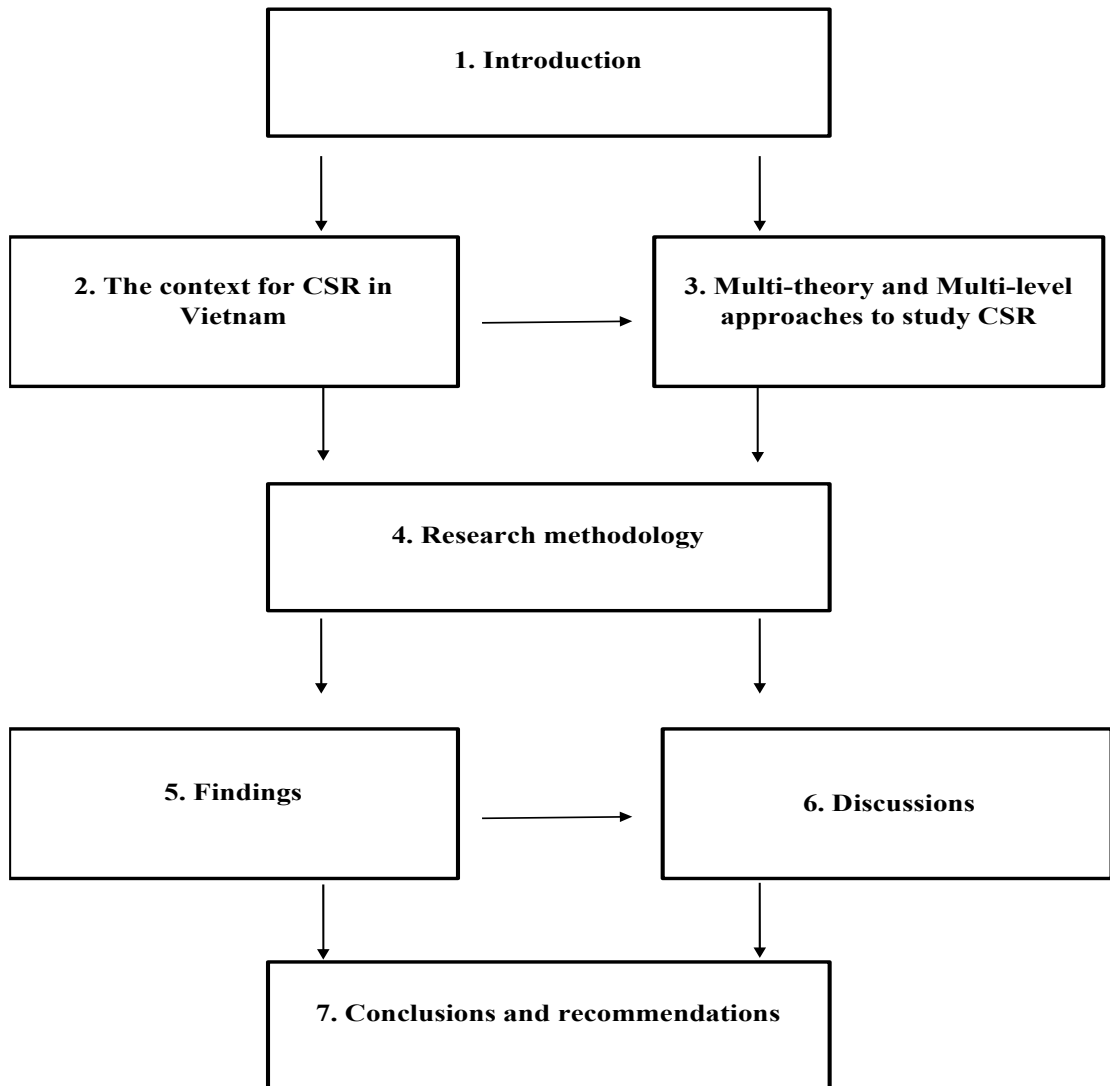 1. Introduction
2. The context for CSR in
Vietnam
3. Multi-theory and Multi-level
approaches to study CSR
4. Research methodology
5. Findings
6. Discussions
7. Conclusions and recommendations